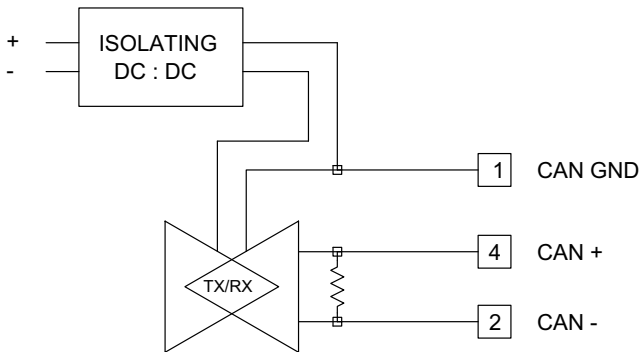 +
-
ISOLATING
DC : DC
1 CAN GND
4 CAN +
TX/RX
2 CAN -